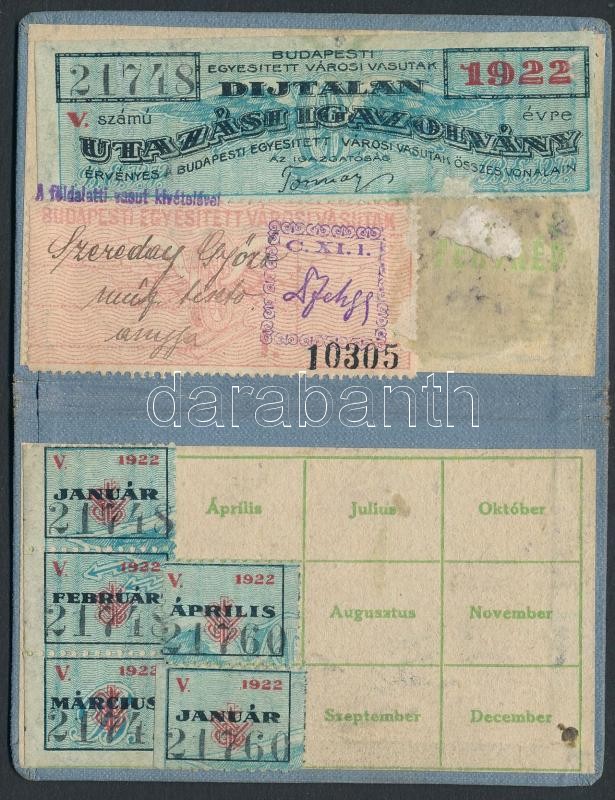 BUDAPESTI
EGYESITETT VÁROSI VASUTAK
21748
DIJTALAN
1922
V. számú
évre
UTAZÁSI IGAZOLVÁNY
ÉRVÉNYES A BUDAPESTI EGYESITETT VÁROSI VASUTAK ÖSSZES VONALAIN
AZ IGAZGATÓSÁG
A földalatti vasut kivételével
BUDAPESTI EGYESITETT VÁROSI VASUTAK
C. XI. 1.
Szereday
10305
darabanth
V. 1922
JANUÁR
21748
Április
Julius
Október
V. 1922
FEBRUÁR
21748
V. 1922
ÁPRILIS
21760
Augusztus
November
V. 1922
MÁRCIUS
V. 1922
JANUÁR
21760
Szeptember
December